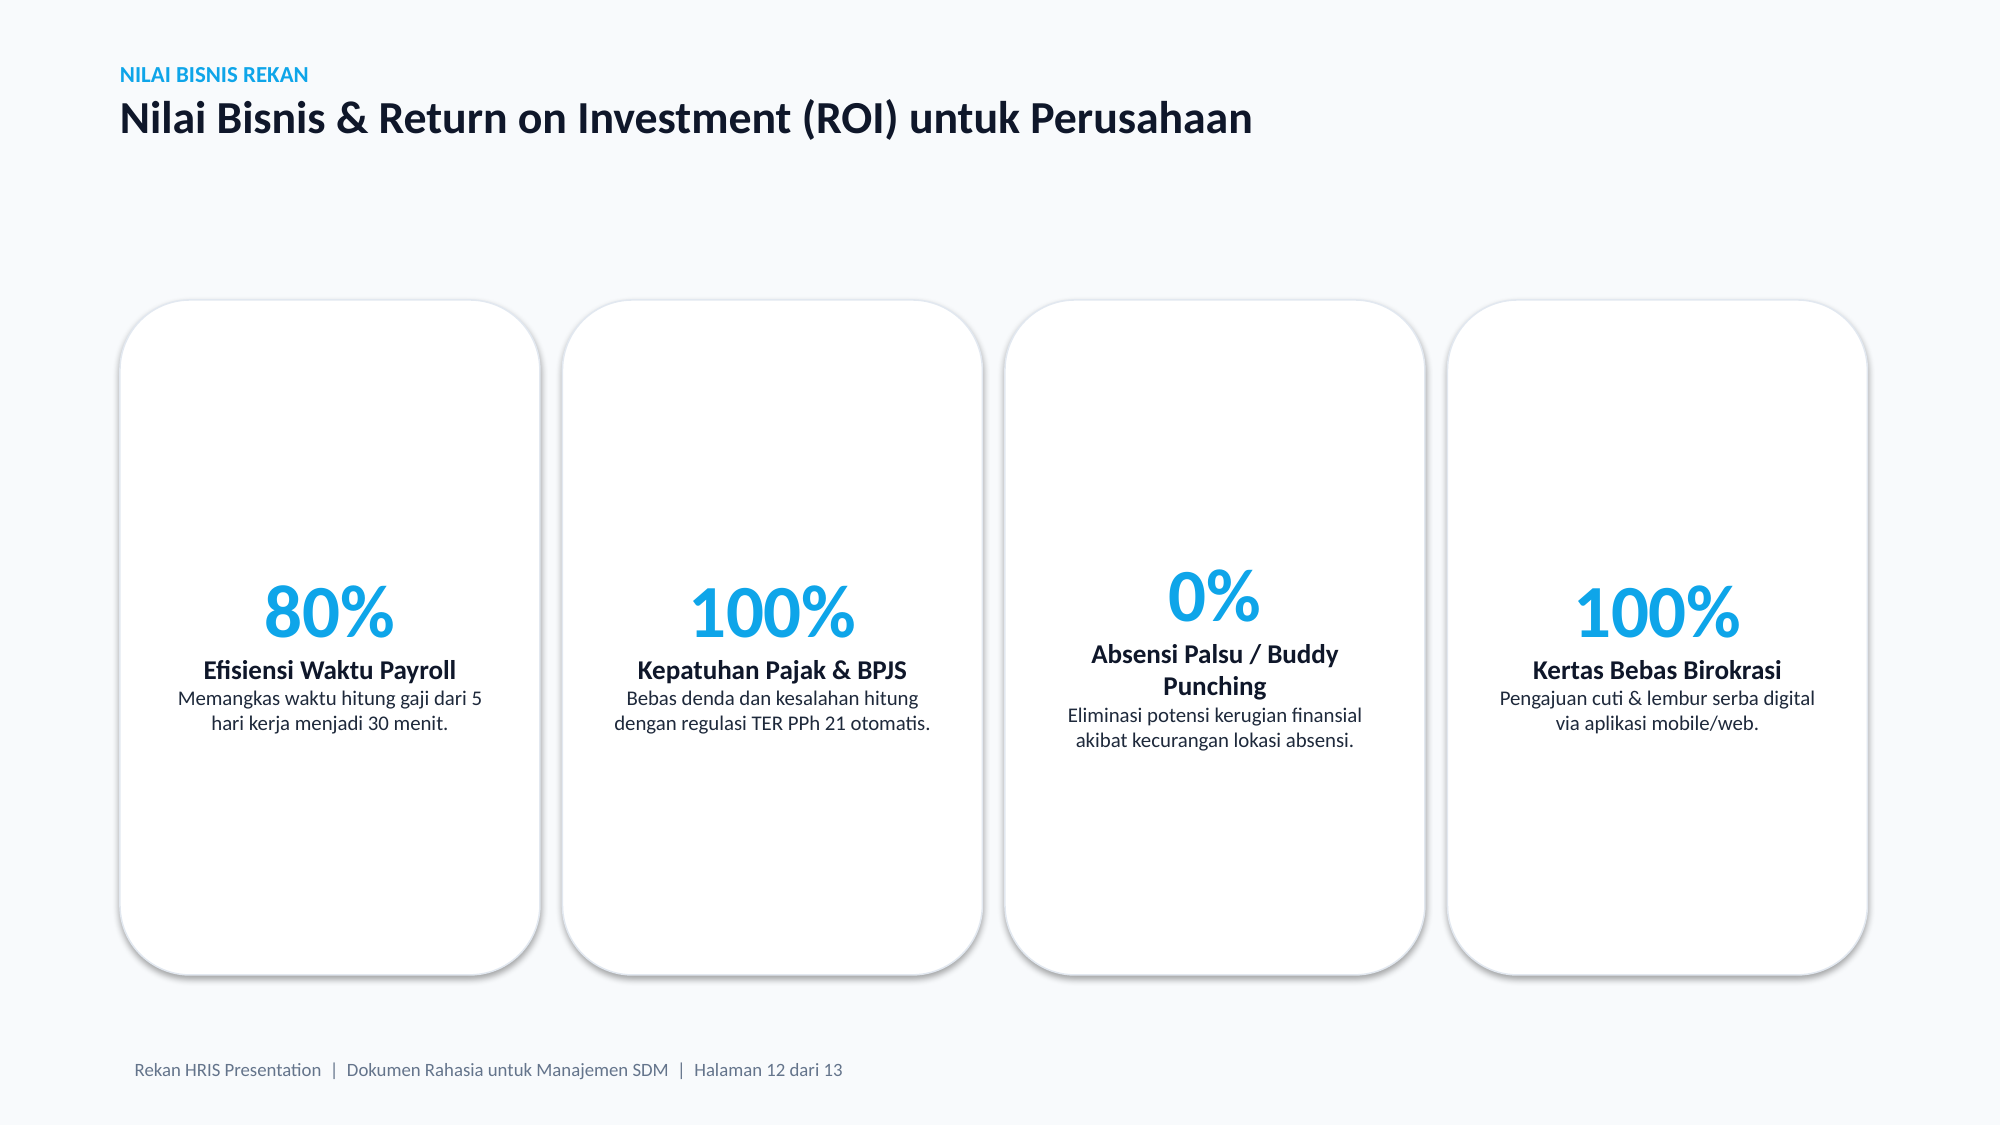 NILAI BISNIS REKAN
Nilai Bisnis & Return on Investment (ROI) untuk Perusahaan
80%
Efisiensi Waktu Payroll
Memangkas waktu hitung gaji dari 5
hari kerja menjadi 30 menit.
100%
Kepatuhan Pajak & BPJS
Bebas denda dan kesalahan hitung
dengan regulasi TER PPh 21 otomatis.
0%
Absensi Palsu / Buddy
Punching
Eliminasi potensi kerugian finansial
akibat kecurangan lokasi absensi.
100%
Kertas Bebas Birokrasi
Pengajuan cuti & lembur serba digital
via aplikasi mobile/web.
Rekan HRIS Presentation | Dokumen Rahasia untuk Manajemen SDM | Halaman 12 dari 13